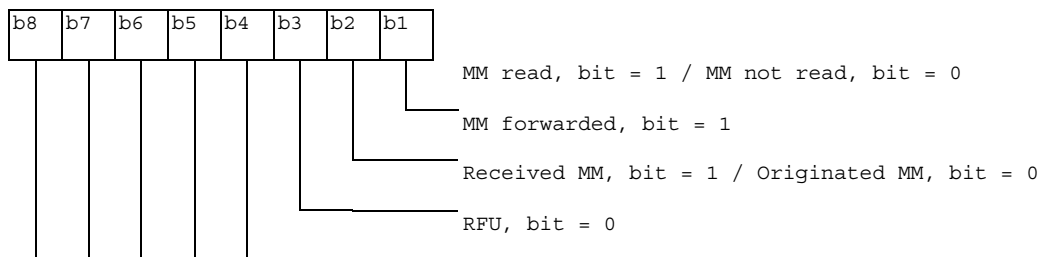 b8 b7 b6 b5 b4 b3 b2 b1
MM read, bit = 1 / MM not read, bit = 0
MM forwarded, bit = 1
Received MM, bit = 1 / Originated MM, bit = 0
RFU, bit = 0